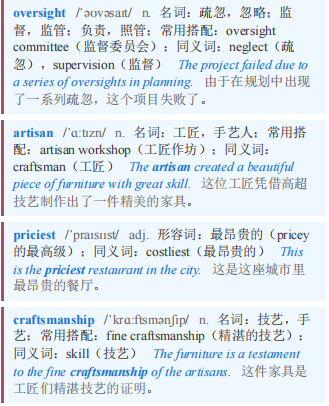 oversight /ˈəʊvəsaɪt/ n. 名词：疏忽，忽略；监
督，监管；负责，照管；常用搭配：oversight
committee（监督委员会）；同义词：neglect（疏
忽），supervision（监督） The project failed due to
a series of oversights in planning. 由于在规划中出现
了一系列疏忽，这个项目失败了。
artisan /ˈɑːtɪzn/ n. 名词：工匠，手艺人；常用搭
配：artisan workshop（工匠作坊）；同义词：
craftsman（工匠） The artisan created a beautiful
piece of furniture with great skill. 这位工匠凭借高超
技艺制作出了一件精美的家具。
priciest /ˈpraɪsɪɪst/ adj. 形容词：最昂贵的（pricey
的最高级）；同义词：costliest（最昂贵的） This
is the priciest restaurant in the city. 这是这座城市里
最昂贵的餐厅。
craftsmanship /ˈkrɑːftsmənʃɪp/ n. 名词：技艺，手
艺；常用搭配：fine craftsmanship（精湛的技艺）；
同义词：skill（技艺） The furniture is a testament
to the fine craftsmanship of the artisans. 这件家具是
工匠们精湛技艺的证明。